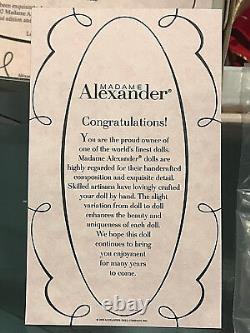 been exquisite
© Madame A
MADAME
Alexander®
Congratulations!
You are the proud owner of
one of the world's finest dolls.
Madame Alexander® dolls are
highly regarded for their handcrafted
composition and exquisite detail.
Skilled artisans have lovingly crafted
your doll by hand. The slight
variation from doll to doll
enhances the beauty and
uniqueness of each doll.
We hope this doll
continues to bring
you enjoyment
for many years
to come.